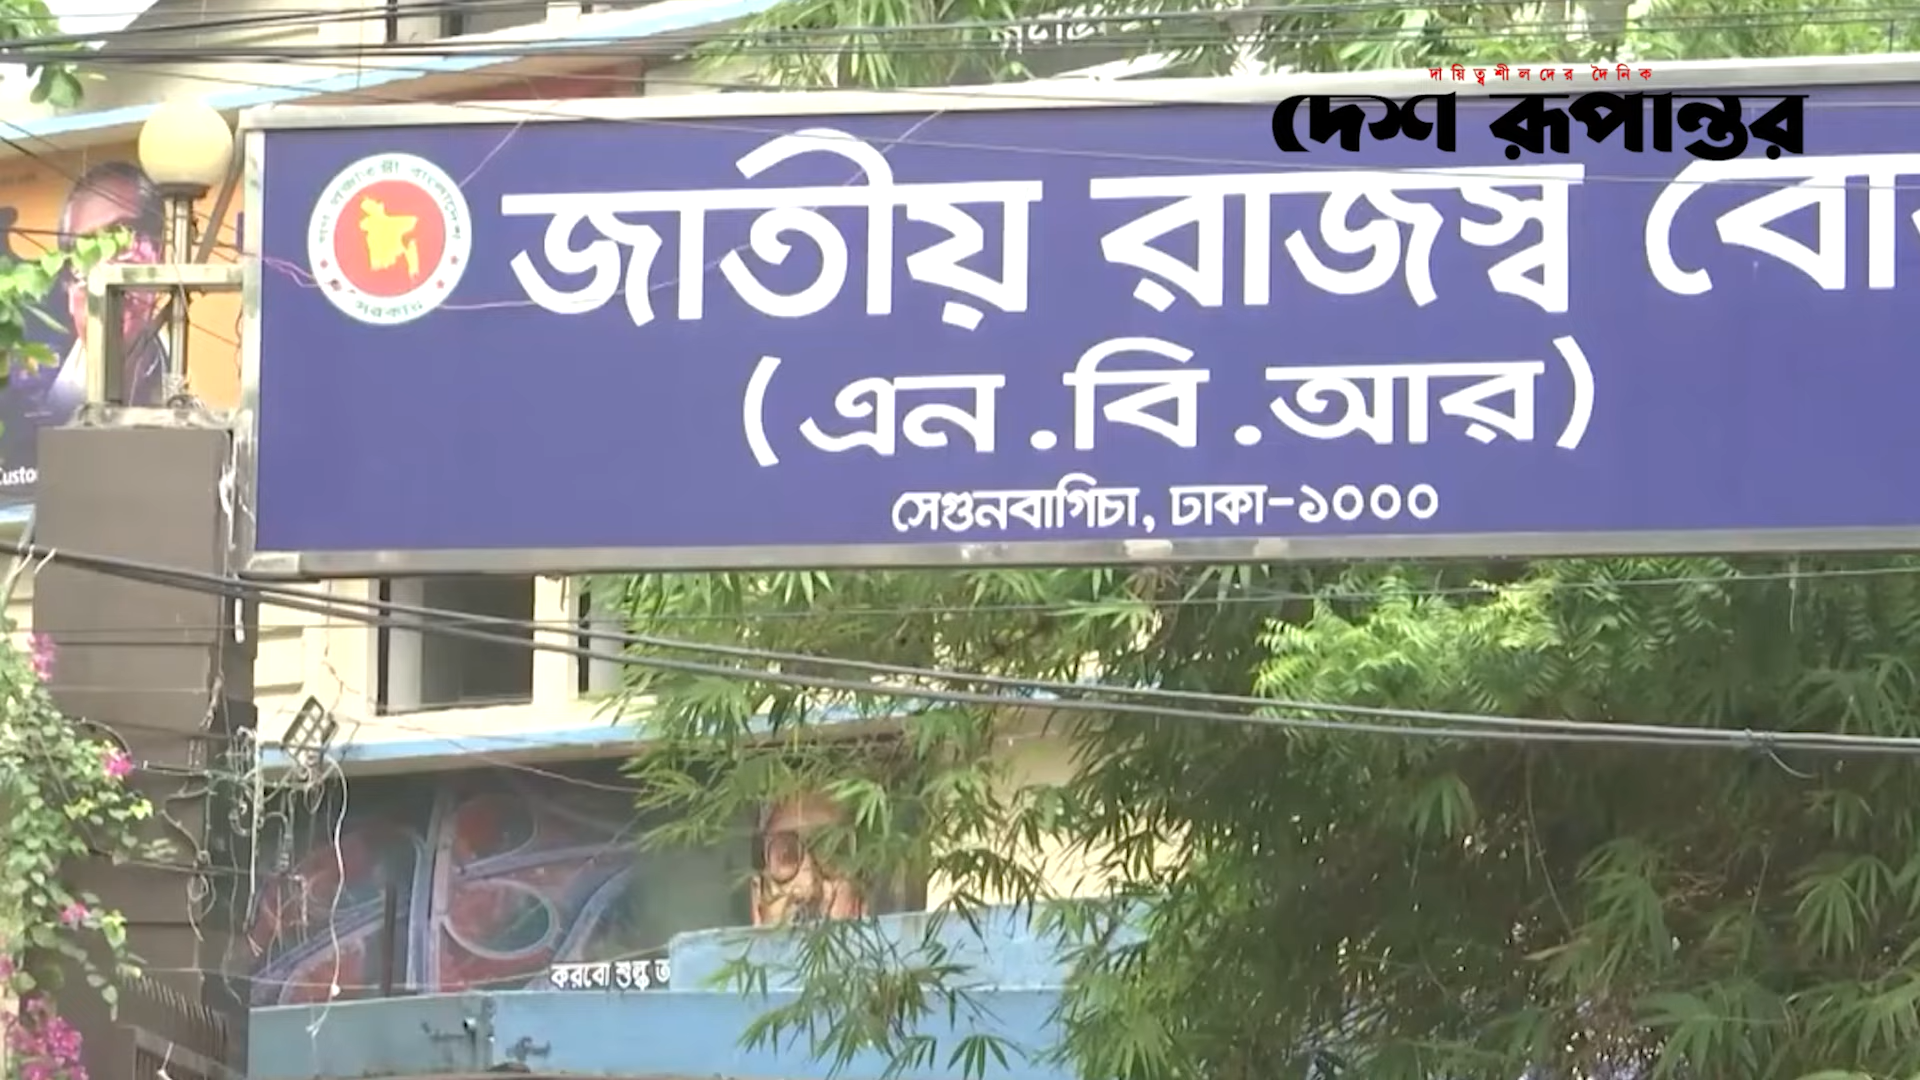 দায়িত্বশীলদের দৈনিক
দেশ রূপান্তর
জাতীয় রাজস্ব
(এন.বি.আর)
সেগুনবাগিচা, ঢাকা-১০০০
করবো শুল্ক